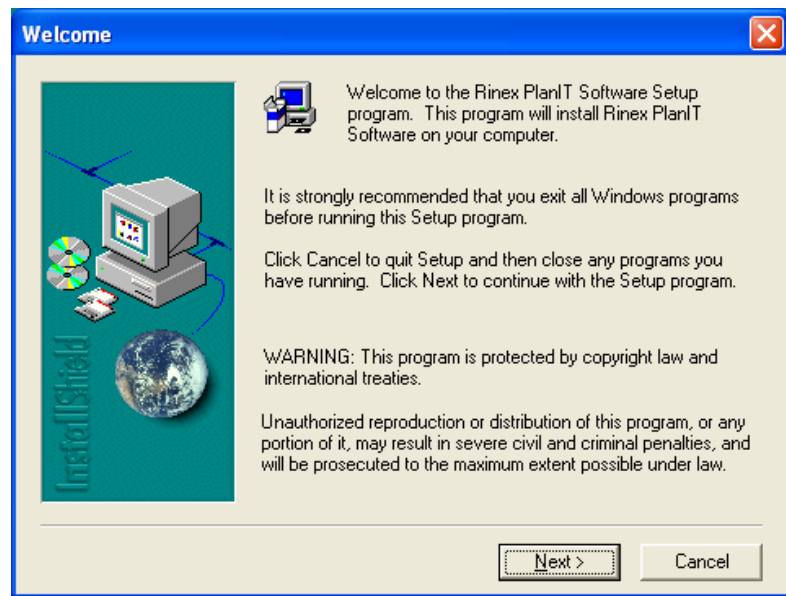 Welcome
Welcome to the Rinex PlanIT Software Setup
program.  This program will install Rinex PlanIT
Software on your computer.
It is strongly recommended that you exit all Windows programs
before running this Setup program.
Click Cancel to quit Setup and then close any programs you
have running.  Click Next to continue with the Setup program.
WARNING: This program is protected by copyright law and
international treaties.
Unauthorized reproduction or distribution of this program, or any
portion of it, may result in severe civil and criminal penalties, and
will be prosecuted to the maximum extent possible under law.
InstallShield
Next >
Cancel